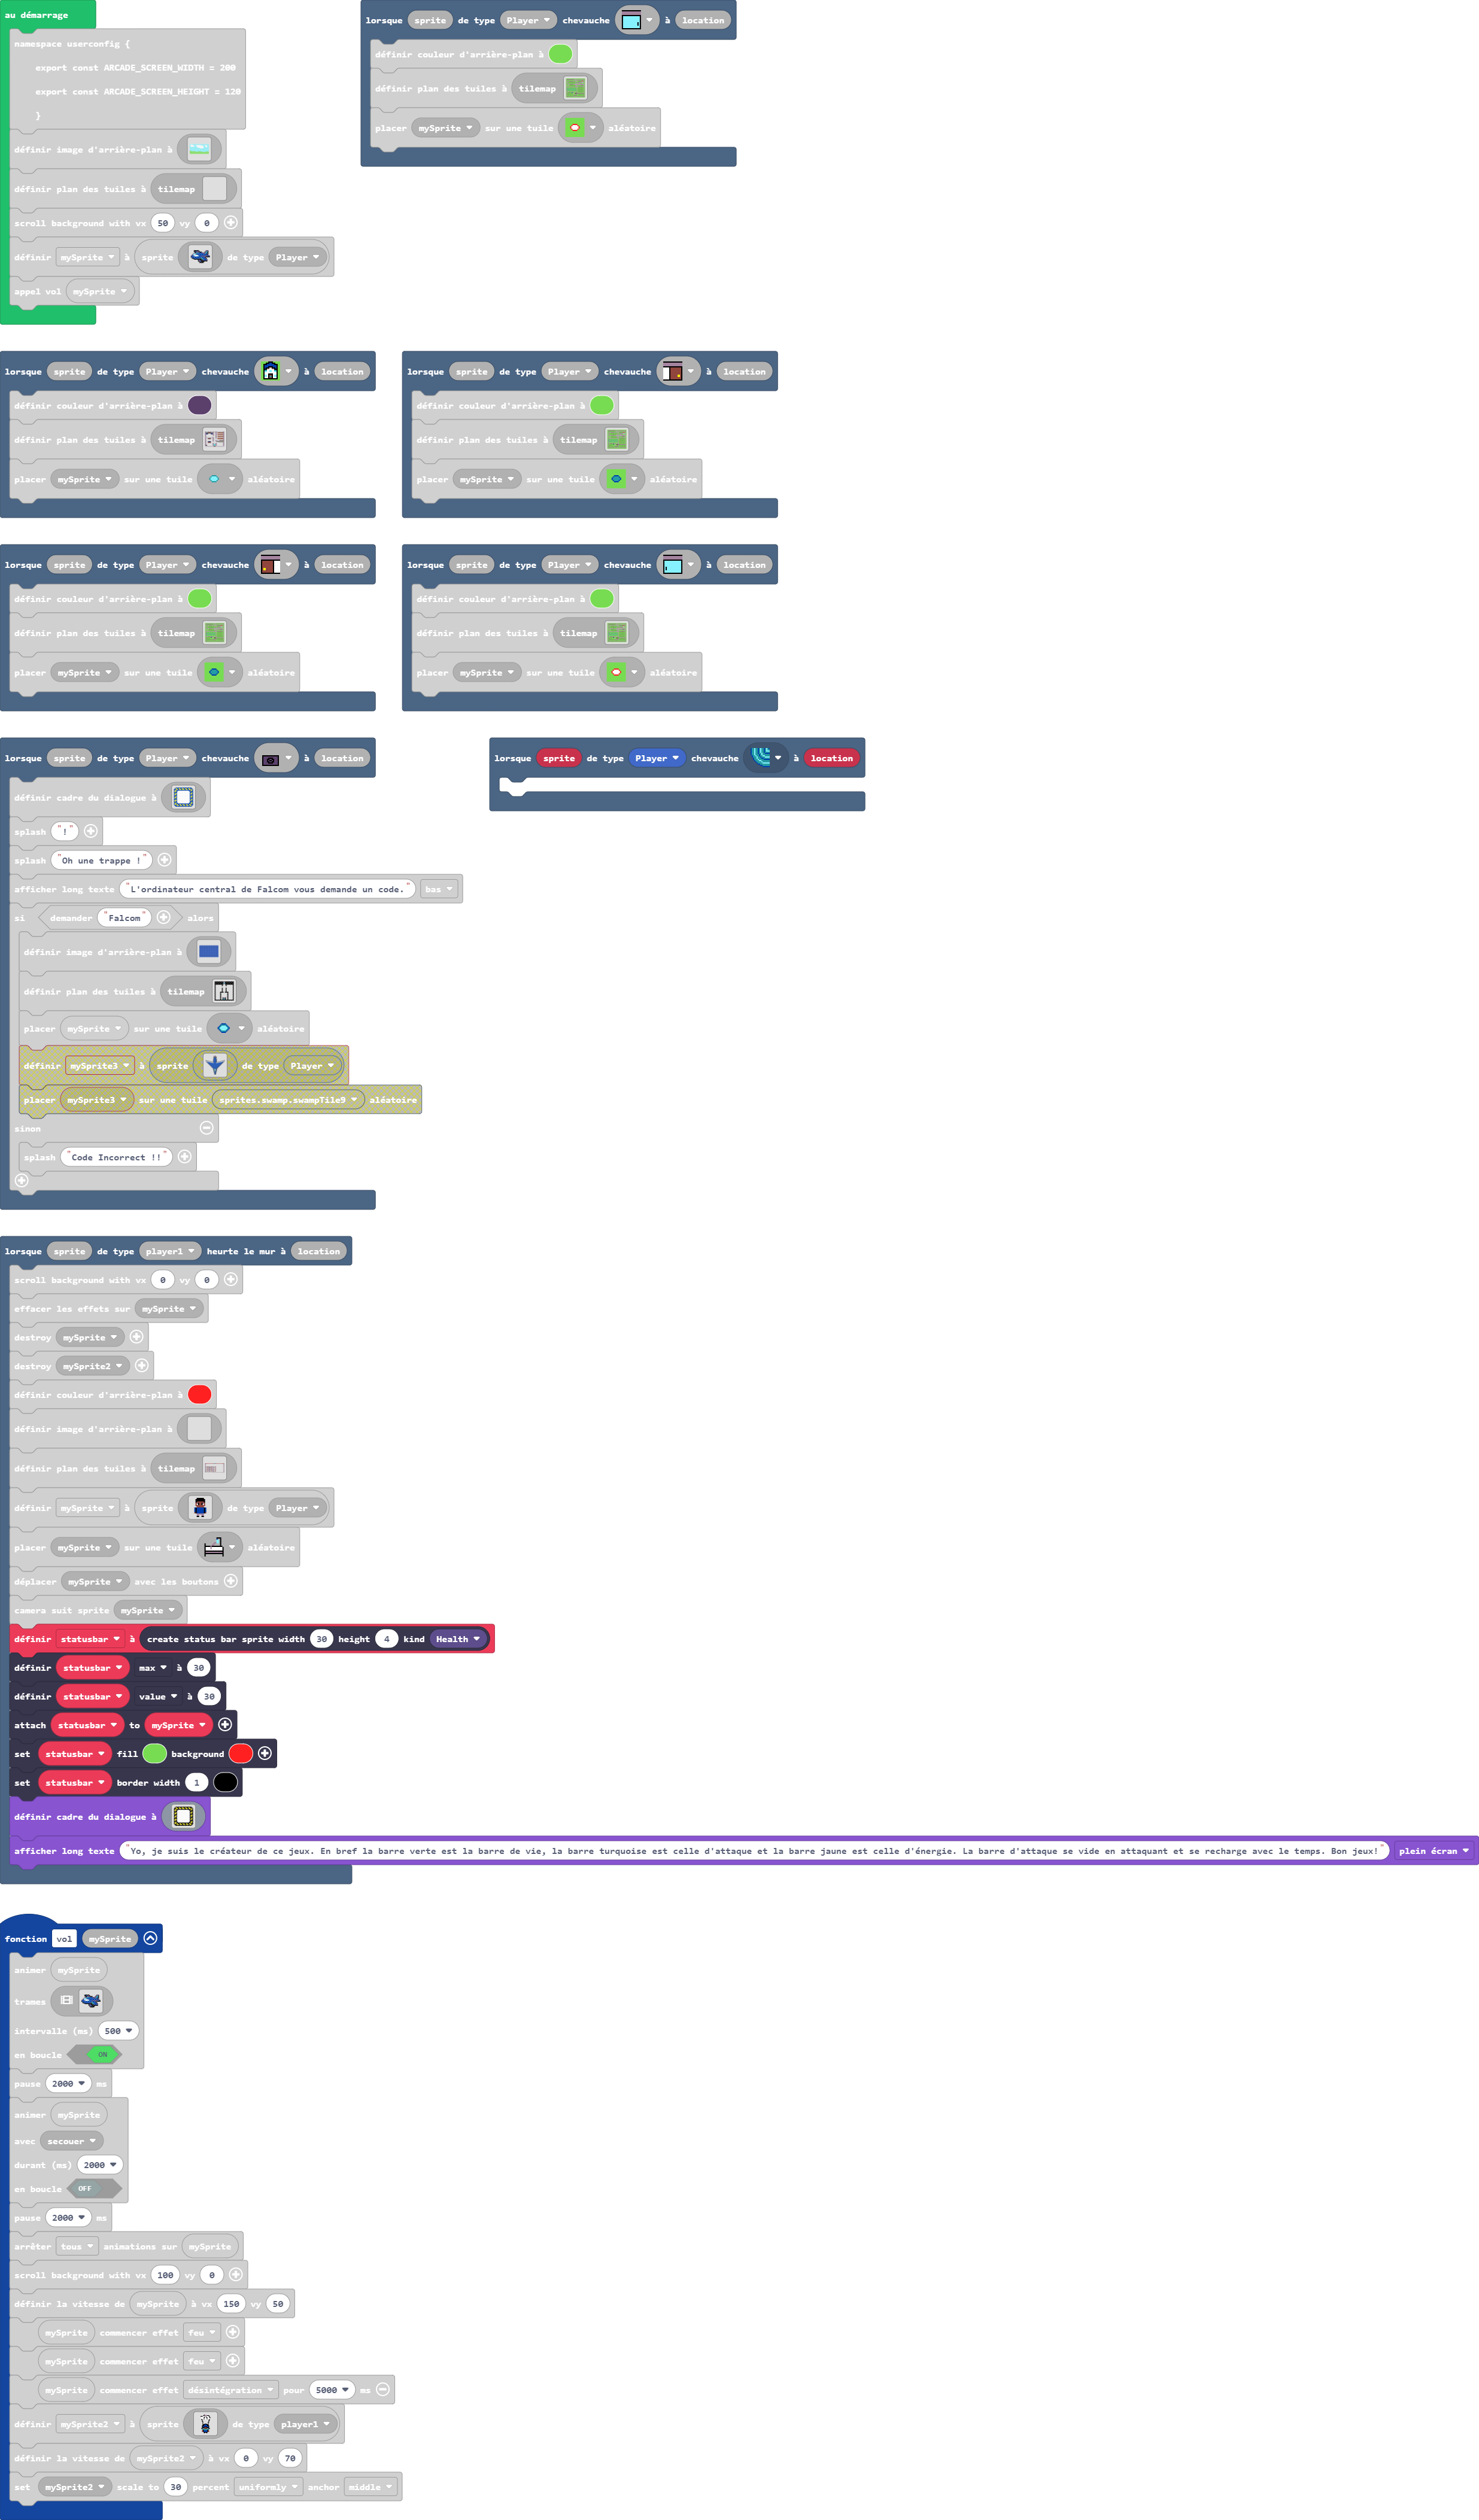 au démarrage
namespace userconfig {
export const ARCADE_SCREEN_WIDTH = 200
export const ARCADE_SCREEN_HEIGHT = 120
}
définir image d'arrière-plan à
définir plan des tuiles à tilemap
scroll background with vx 50 vy 0
définir mySprite à sprite de type Player
appel vol mySprite
lorsque sprite de type Player chevauche à location
définir couleur d'arrière-plan à
définir plan des tuiles à tilemap
placer mySprite sur une tuile aléatoire
lorsque sprite de type Player chevauche à location
définir couleur d'arrière-plan à
définir plan des tuiles à tilemap
placer mySprite sur une tuile aléatoire
lorsque sprite de type Player chevauche à location
définir couleur d'arrière-plan à
définir plan des tuiles à tilemap
placer mySprite sur une tuile aléatoire
lorsque sprite de type Player chevauche à location
définir couleur d'arrière-plan à
définir plan des tuiles à tilemap
placer mySprite sur une tuile aléatoire
lorsque sprite de type Player chevauche à location
définir couleur d'arrière-plan à
définir plan des tuiles à tilemap
placer mySprite sur une tuile aléatoire
lorsque sprite de type Player chevauche à location
définir cadre du dialogue à
splash "!"
splash "Oh une trappe !"
afficher long texte "L'ordinateur central de Falcom vous demande un code." bas
si demander "Falcom" alors
définir image d'arrière-plan à
définir plan des tuiles à tilemap
placer mySprite sur une tuile aléatoire
définir mySprite3 à sprite de type Player
placer mySprite3 sur une tuile sprites.swamp.swampTile9 aléatoire
sinon
splash "Code Incorrect !!"
lorsque sprite de type Player chevauche à location
lorsque sprite de type player1 heurte le mur à location
scroll background with vx 0 vy 0
effacer les effets sur mySprite
destroy mySprite
destroy mySprite2
définir couleur d'arrière-plan à
définir image d'arrière-plan à
définir plan des tuiles à tilemap
définir mySprite à sprite de type Player
placer mySprite sur une tuile aléatoire
déplacer mySprite avec les boutons
camera suit sprite mySprite
définir statusbar à create status bar sprite width 30 height 4 kind Health
définir statusbar max à 30
définir statusbar value à 30
attach statusbar to mySprite
set statusbar fill background
set statusbar border width 1
définir cadre du dialogue à
afficher long texte "Yo, je suis le créateur de ce jeux. En bref la barre verte est la barre de vie, la barre turquoise est celle d'attaque et la barre jaune est celle d'énergie. La barre d'attaque se vide en attaquant et se recharge avec le temps. Bon jeux!" plein écran
fonction vol mySprite
animer mySprite
trames
intervalle (ms) 500
en boucle ON
pause 2000 ms
animer mySprite
avec secouer
durant (ms) 2000
en boucle OFF
pause 2000 ms
arrêter tous animations sur mySprite
scroll background with vx 100 vy 0
définir la vitesse de mySprite à vx 150 vy 50
mySprite commencer effet feu
mySprite commencer effet feu
mySprite commencer effet désintégration pour 5000 ms
définir mySprite2 à sprite de type player1
définir la vitesse de mySprite2 à vx 0 vy 70
set mySprite2 scale to 30 percent uniformly anchor middle